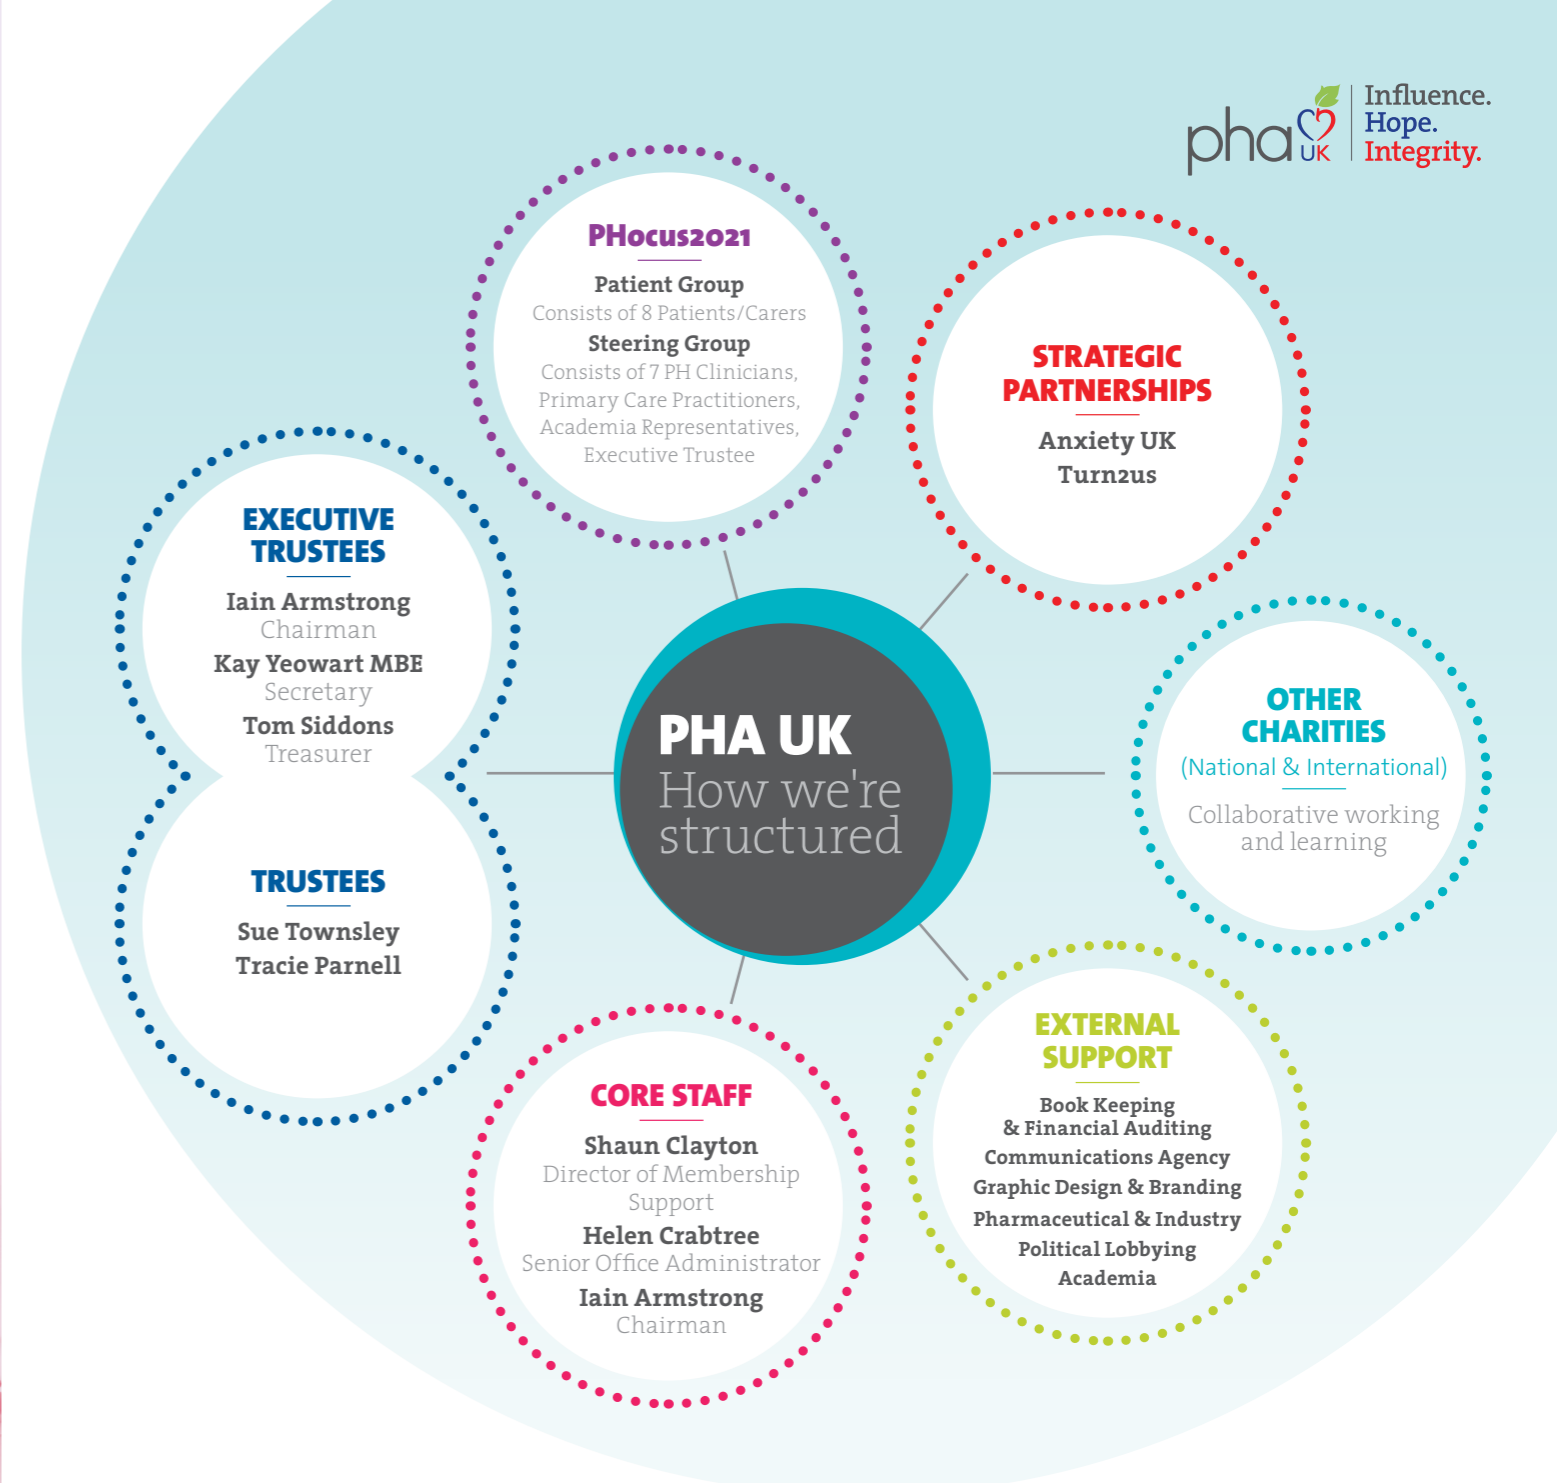 pha UK
Influence.
Hope.
Integrity.
PHocus2021
Patient Group
Consists of 8 Patients/Carers
Steering Group
Consists of 7 PH Clinicians,
Primary Care Practitioners,
Academia Representatives,
Executive Trustee
STRATEGIC
PARTNERSHIPS
Anxiety UK
Turn2us
EXECUTIVE
TRUSTEES
Iain Armstrong
Chairman
Kay Yeowart MBE
Secretary
Tom Siddons
Treasurer
TRUSTEES
Sue Townsley
Tracie Parnell
PHA UK
How we're
structured
OTHER
CHARITIES
(National & International)
Collaborative working
and learning
CORE STAFF
Shaun Clayton
Director of Membership
Support
Helen Crabtree
Senior Office Administrator
Iain Armstrong
Chairman
EXTERNAL
SUPPORT
Book Keeping
& Financial Auditing
Communications Agency
Graphic Design & Branding
Pharmaceutical & Industry
Political Lobbying
Academia